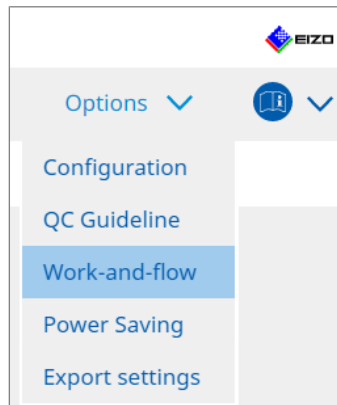 EIZO
Options
Configuration
QC Guideline
Work-and-flow
Power Saving
Export settings